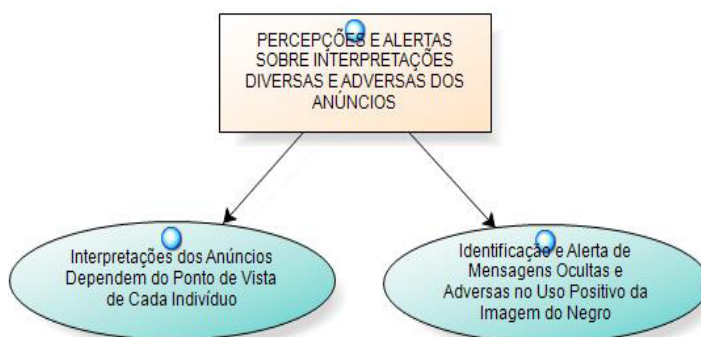 PERCEPÇÕES E ALERTAS
SOBRE INTERPRETAÇÕES
DIVERSAS E ADVERSAS DOS
ANÚNCIOS
Interpretações dos Anúncios
Dependem do Ponto de Vista
de Cada Indivíduo
Identificação e Alerta de
Mensagens Ocultas e
Adversas no Uso Positivo da
Imagem do Negro